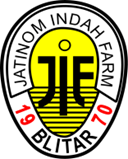 JATINOM INDAH FARM
JIF
19 70
BLITAR